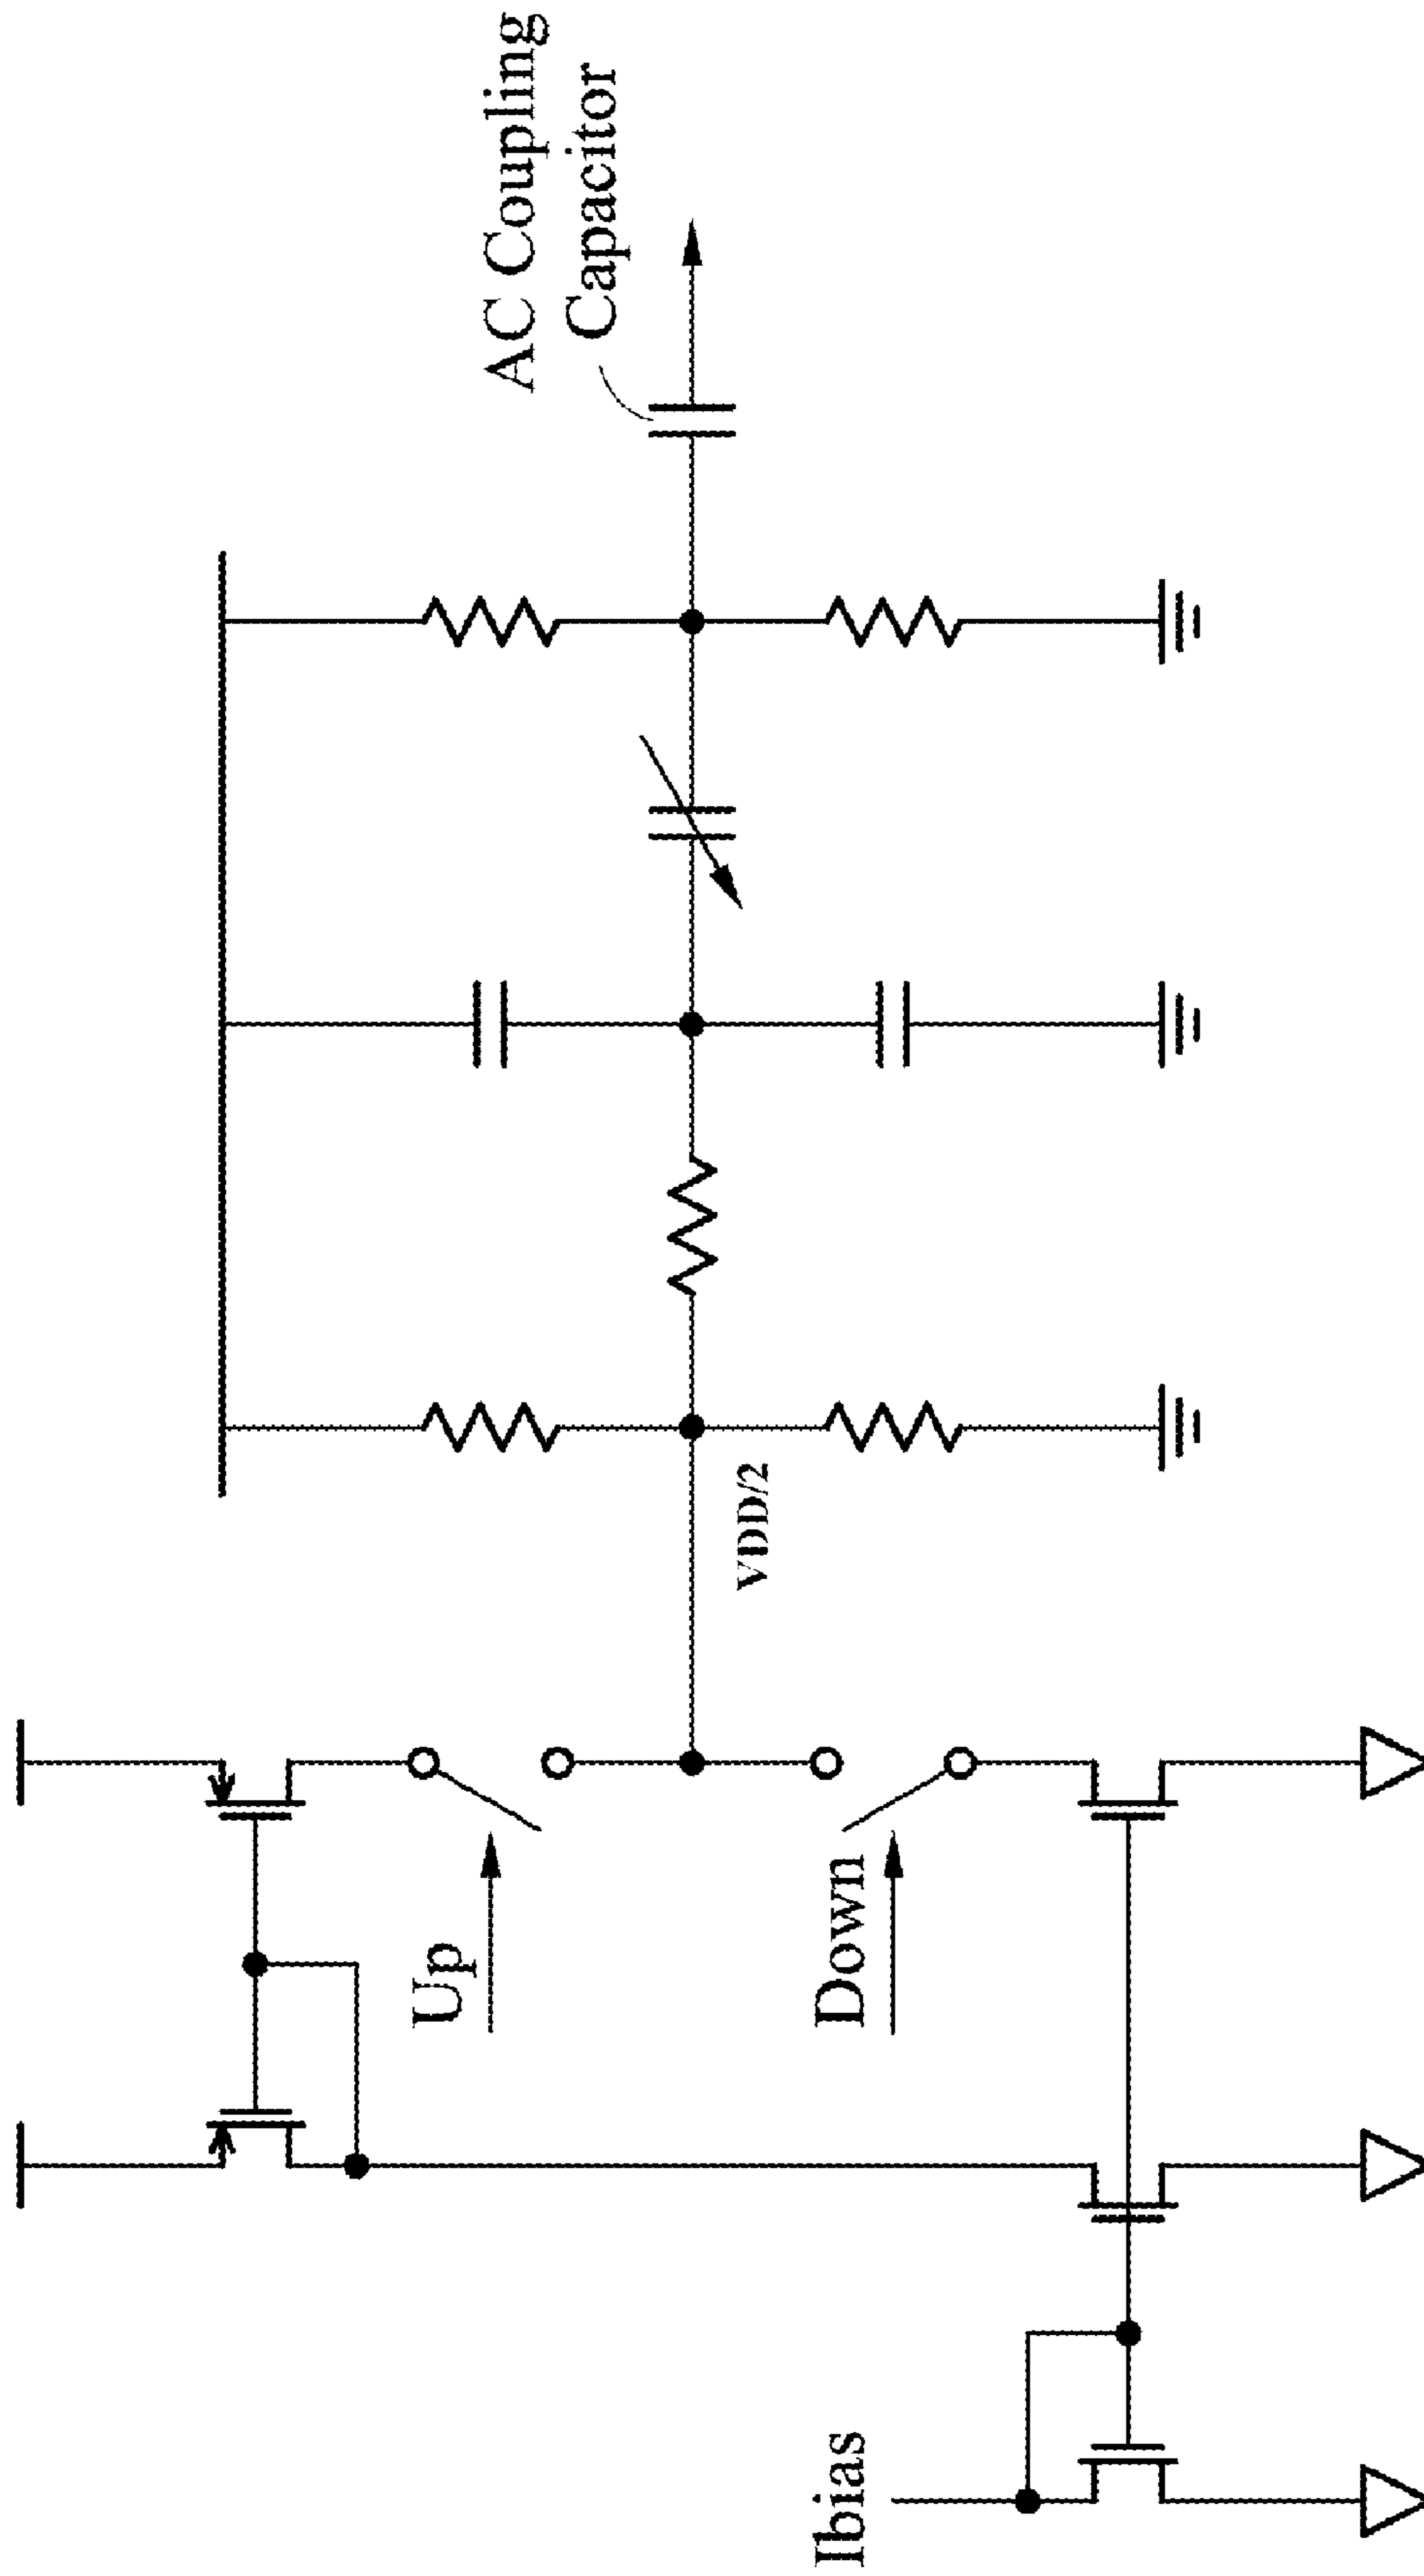 Ibias
Up
Down
VDD/2
AC Coupling
Capacitor